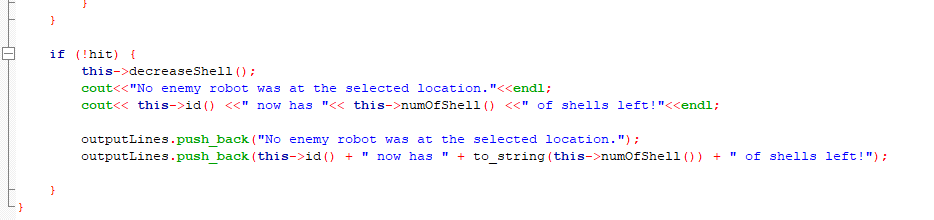 }
}
if (!hit) {
this->decreaseShell();
cout<<"No enemy robot was at the selected location."<<endl;
cout<< this->id() <<" now has "<< this->numOfShell() <<" of shells left!"<<endl;
outputLines.push_back("No enemy robot was at the selected location.");
outputLines.push_back(this->id() + " now has " + to_string(this->numOfShell()) + " of shells left!");
}
}